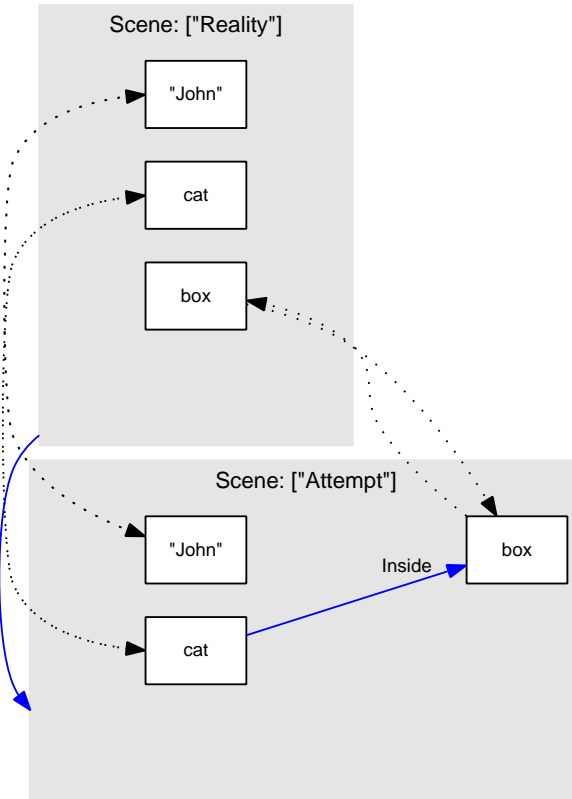 Scene: ["Reality"]
"John"
cat
box
Scene: ["Attempt"]
"John"
box
Inside
cat